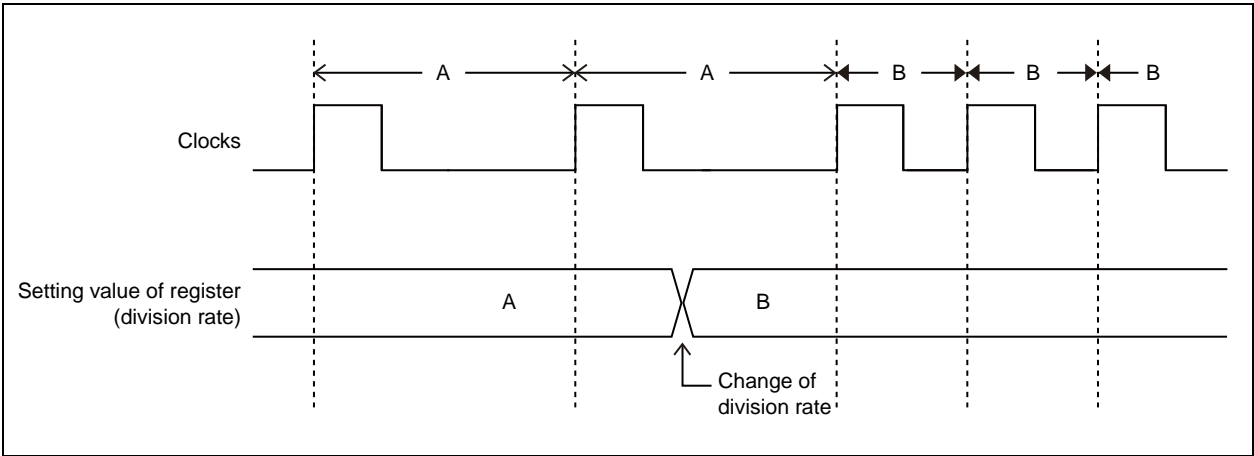 A A B B B
Clocks
Setting value of register
(division rate)
A B
Change of
division rate